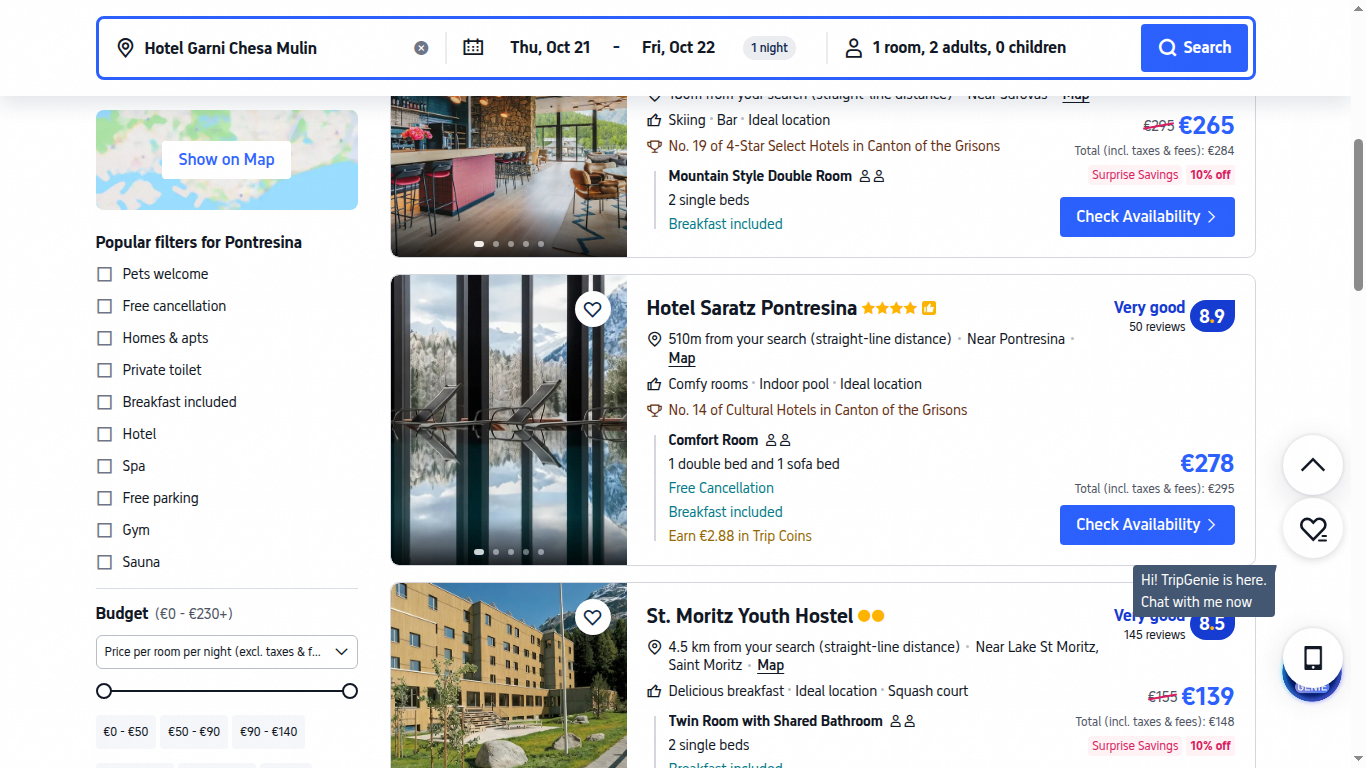 Hotel Garni Chesa Mulin
Thu, Oct 21 - Fri, Oct 22 1 night
1 room, 2 adults, 0 children
Search
Show on Map
Popular filters for Pontresina
Pets welcome
Free cancellation
Homes & apts
Private toilet
Breakfast included
Hotel
Spa
Free parking
Gym
Sauna
Budget (€0 - €230+)
Price per room per night (excl. taxes & f...
€0 - €50 €50 - €90 €90 - €140
Map
Skiing · Bar · Ideal location
No. 19 of 4-Star Select Hotels in Canton of the Grisons
Mountain Style Double Room
2 single beds
Breakfast included
€295 €265
Total (incl. taxes & fees): €284
Surprise Savings 10% off
Check Availability
Hotel Saratz Pontresina
510m from your search (straight-line distance) · Near Pontresina ·
Map
Comfy rooms · Indoor pool · Ideal location
No. 14 of Cultural Hotels in Canton of the Grisons
Comfort Room
1 double bed and 1 sofa bed
Free Cancellation
Breakfast included
Earn €2.88 in Trip Coins
Very good 8.9
50 reviews
€278
Total (incl. taxes & fees): €295
Check Availability
St. Moritz Youth Hostel
4.5 km from your search (straight-line distance) · Near Lake St Moritz,
Saint Moritz · Map
Delicious breakfast · Ideal location · Squash court
Twin Room with Shared Bathroom
2 single beds
Breakfast included
Very good 8.5
145 reviews
€155 €139
Total (incl. taxes & fees): €148
Surprise Savings 10% off
Hi! TripGenie is here.
Chat with me now